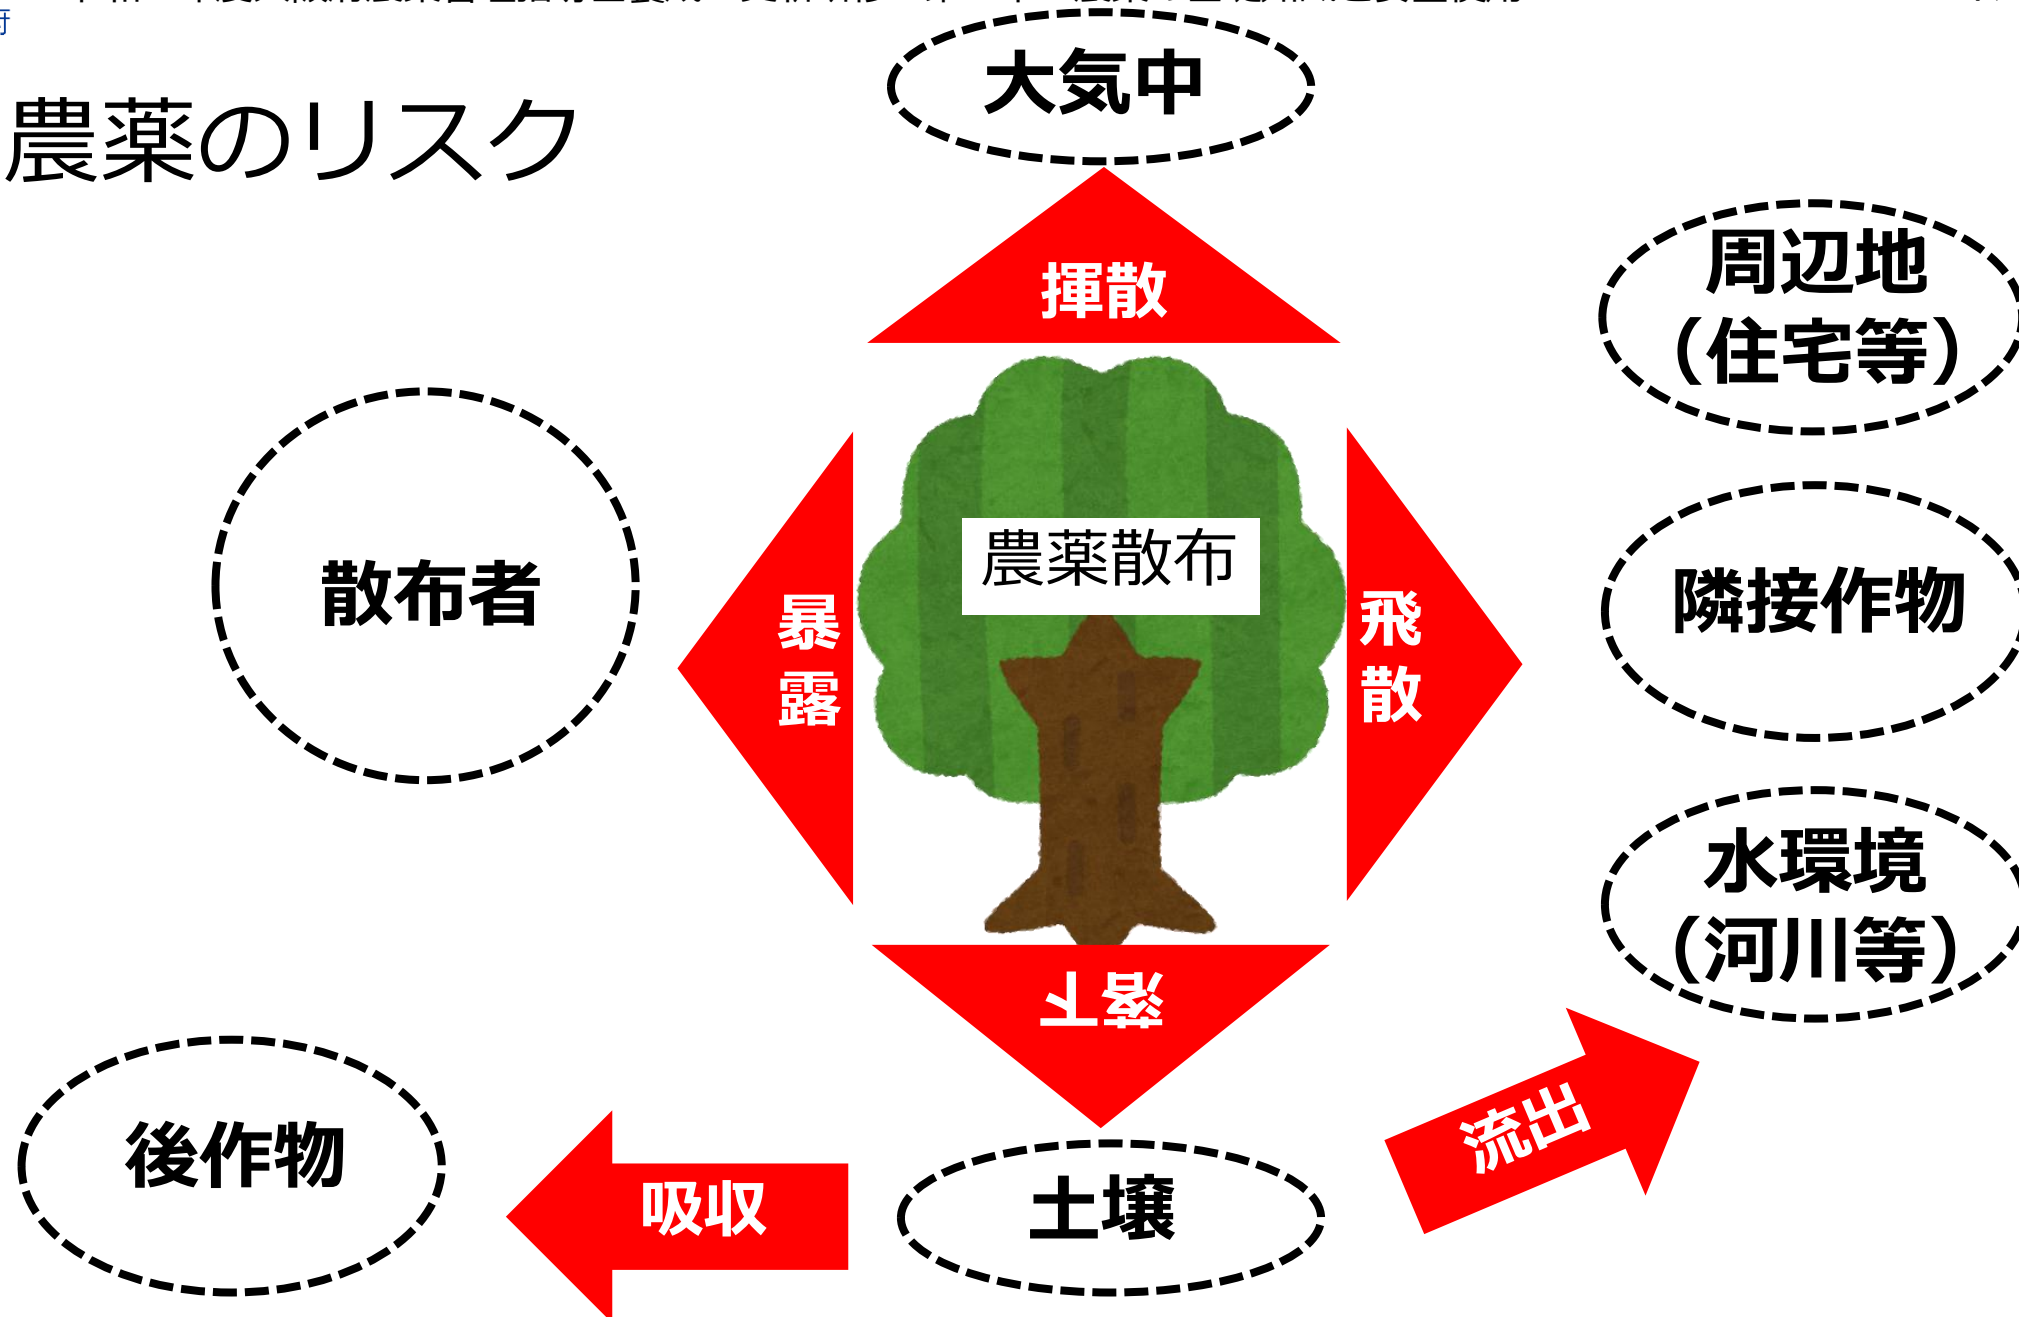 農薬のリスク
大気中
揮散
周辺地
（住宅等）
散布者
暴露
農薬散布
飛散
隣接作物
水環境
（河川等）
落下
流出
後作物
吸収
土壌